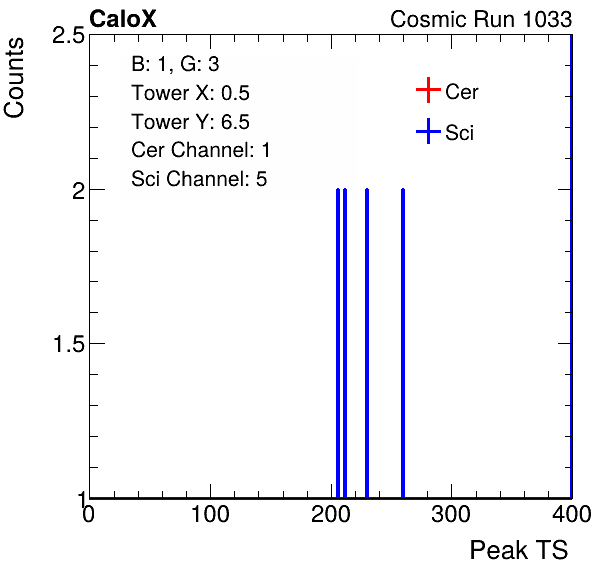 CaloX
Cosmic Run 1033
Counts
2.5
2
1.5
1
B: 1, G: 3
Tower X: 0.5
Tower Y: 6.5
Cer Channel: 1
Sci Channel: 5
Cer
Sci
0
100
200
300
400
Peak TS